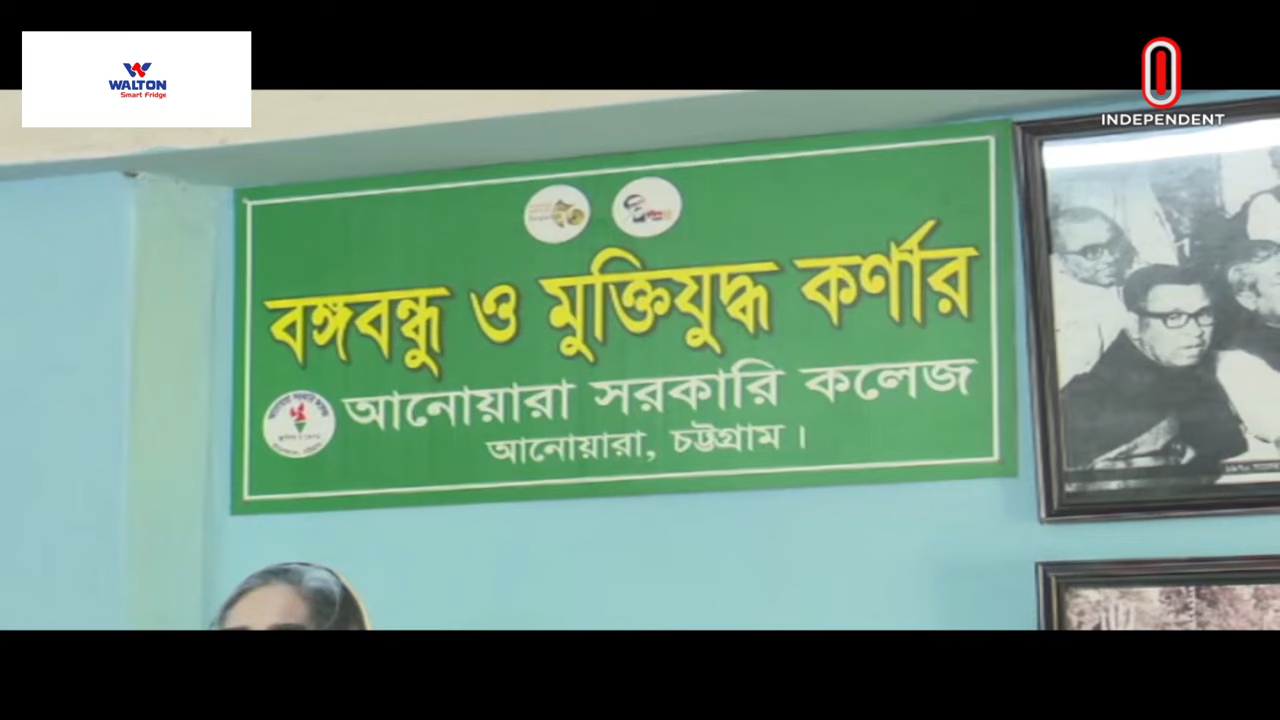 WALTON
Smart Fridge
INDEPENDENT
বঙ্গবন্ধু ও মুক্তিযুদ্ধ কর্ণার
আনোয়ারা সরকারি কলেজ
আনোয়ারা, চট্টগ্রাম।